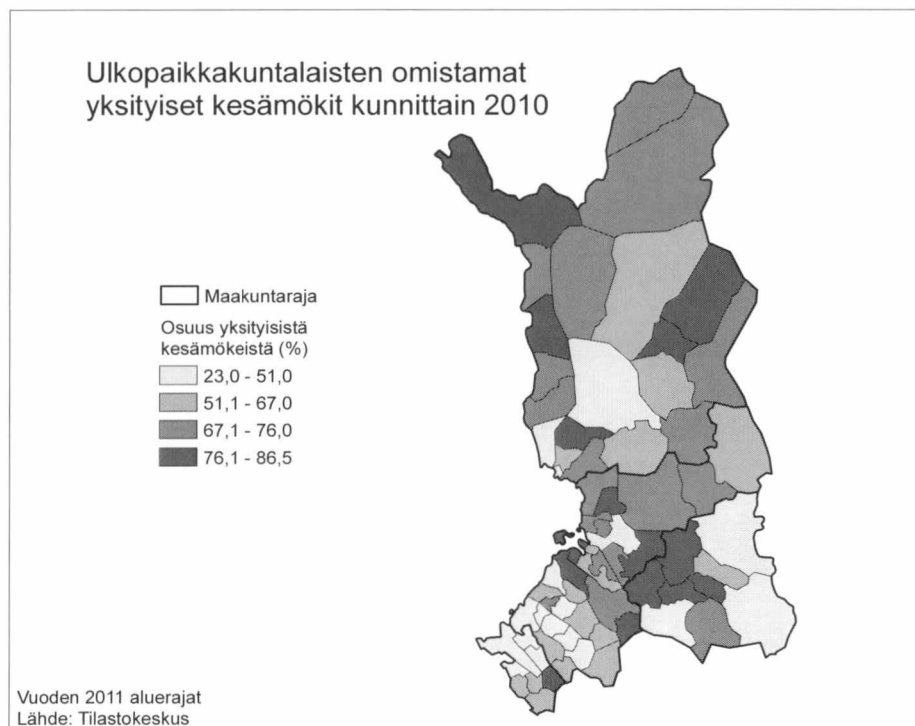 Ulkopaikkakuntalaisten omistamat
yksityiset kesämökit kunnittain 2010
Maakuntaraja
Osuus yksityisistä
kesämökeistä (%)
23,0 - 51,0
51,1 - 67,0
67,1 - 76,0
76,1 - 86,5
Vuoden 2011 aluerajat
Lähde: Tilastokeskus